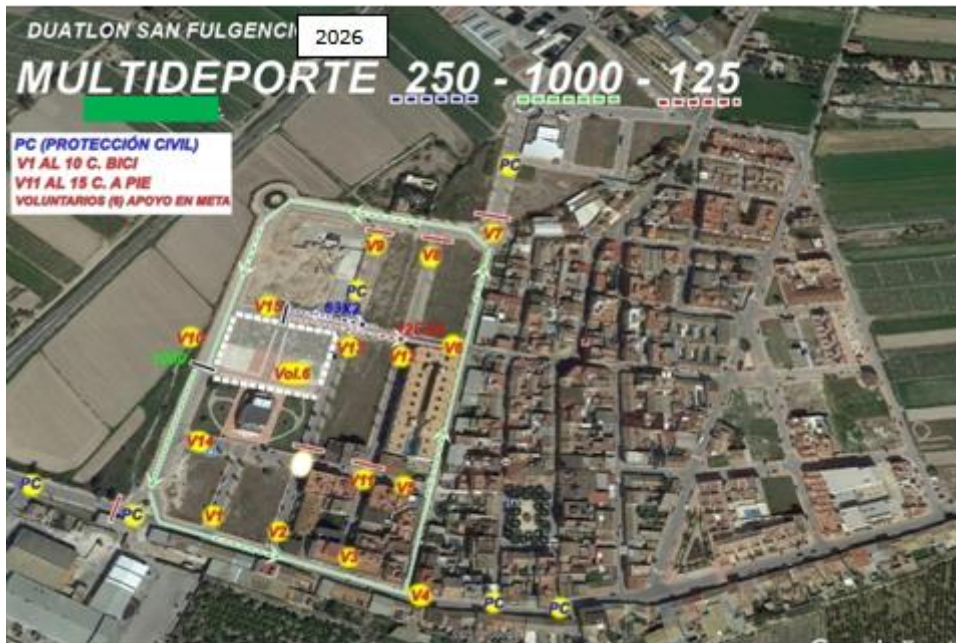 DUATLON SAN FULGENCI
2026
MULTIDEPORTE 250 - 1000 - 125
PC (PROTECCIÓN CIVIL)
V1 AL 10 C. BICI
V11 AL 15 C. A PIE
VOLUNTARIOS (6) APOYO EN META
PC
V7
V9
V8
PC
V15
63X2
V10
V13
V12
V6
Vol.6
V14
PC
V11
V5
PC
V1
V2
V3
V4
PC
PC